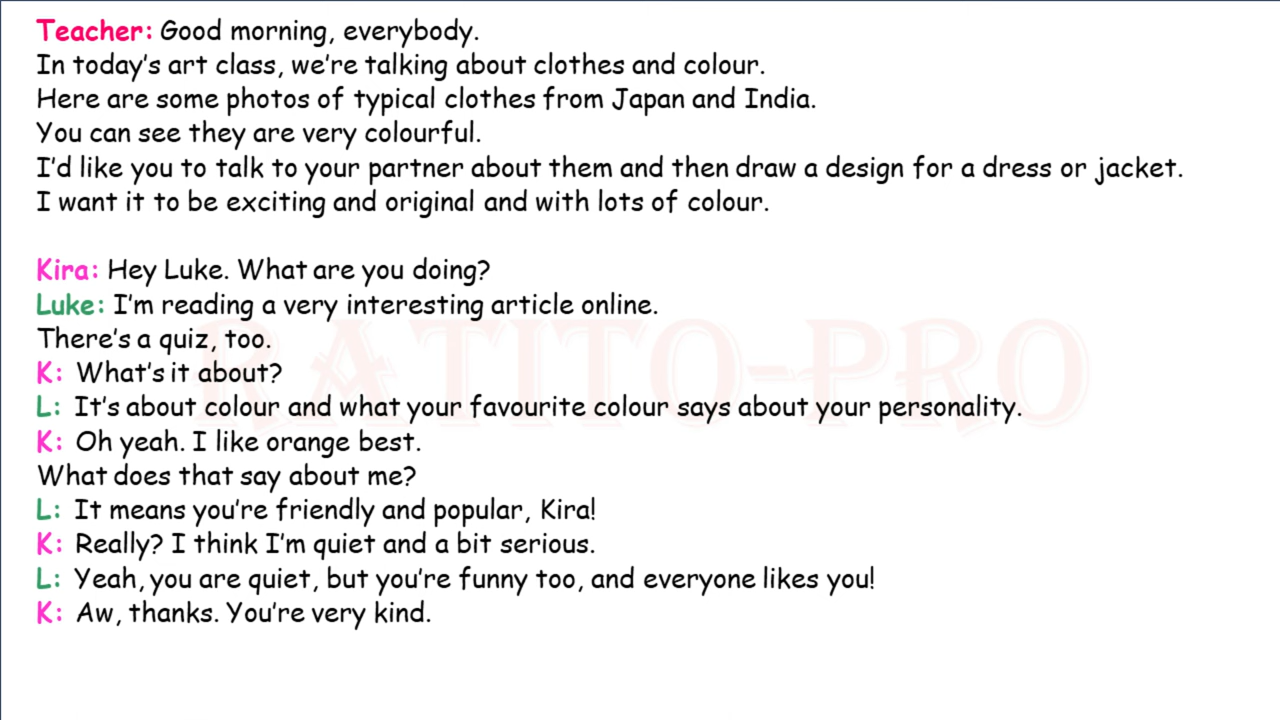 Teacher: Good morning, everybody.
In today's art class, we're talking about clothes and colour.
Here are some photos of typical clothes from Japan and India.
You can see they are very colourful.
I'd like you to talk to your partner about them and then draw a design for a dress or jacket.
I want it to be exciting and original and with lots of colour.
Kira: Hey Luke. What are you doing?
Luke: I'm reading a very interesting article online.
There's a quiz, too.
K: What's it about?
L: It's about colour and what your favourite colour says about your personality.
K: Oh yeah. I like orange best.
What does that say about me?
L: It means you're friendly and popular, Kira!
K: Really? I think I'm quiet and a bit serious.
L: Yeah, you are quiet, but you're funny too, and everyone likes you!
K: Aw, thanks. You're very kind.
RATITO-PRO